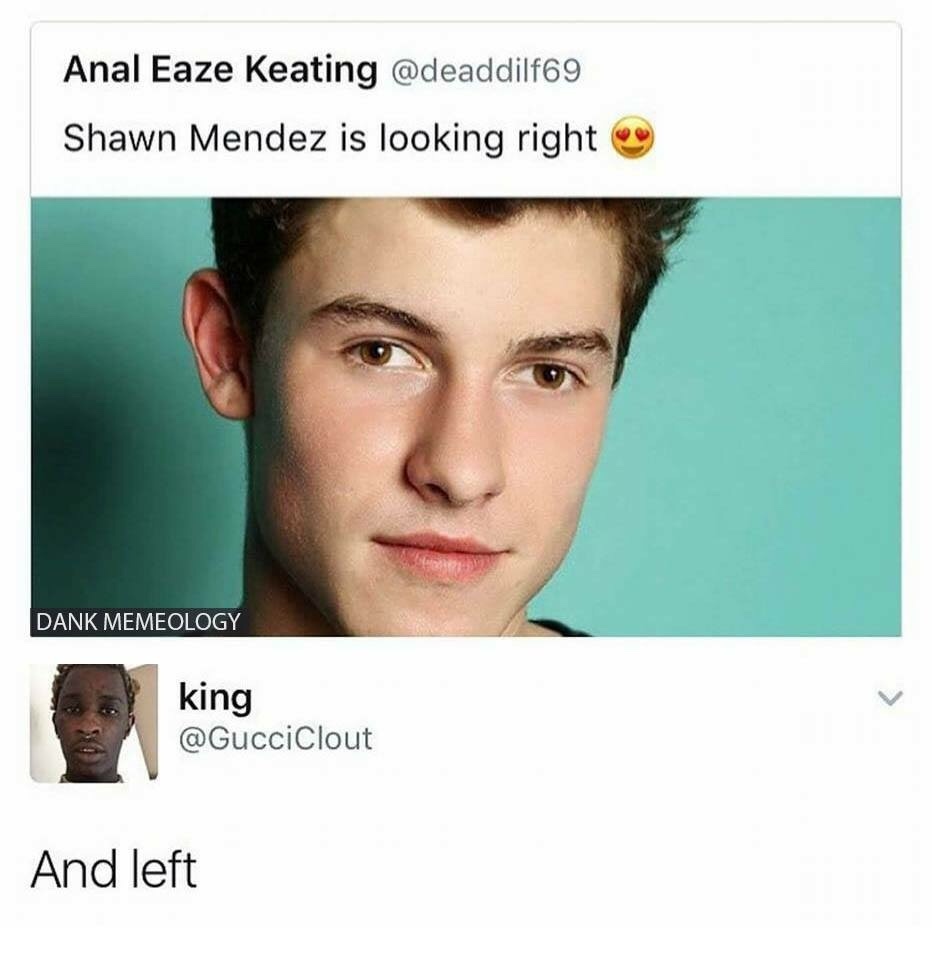 Anal Eaze Keating @deaddilf69
Shawn Mendez is looking right 😍
DANK MEMEOLOGY
king
@GucciClout
And left